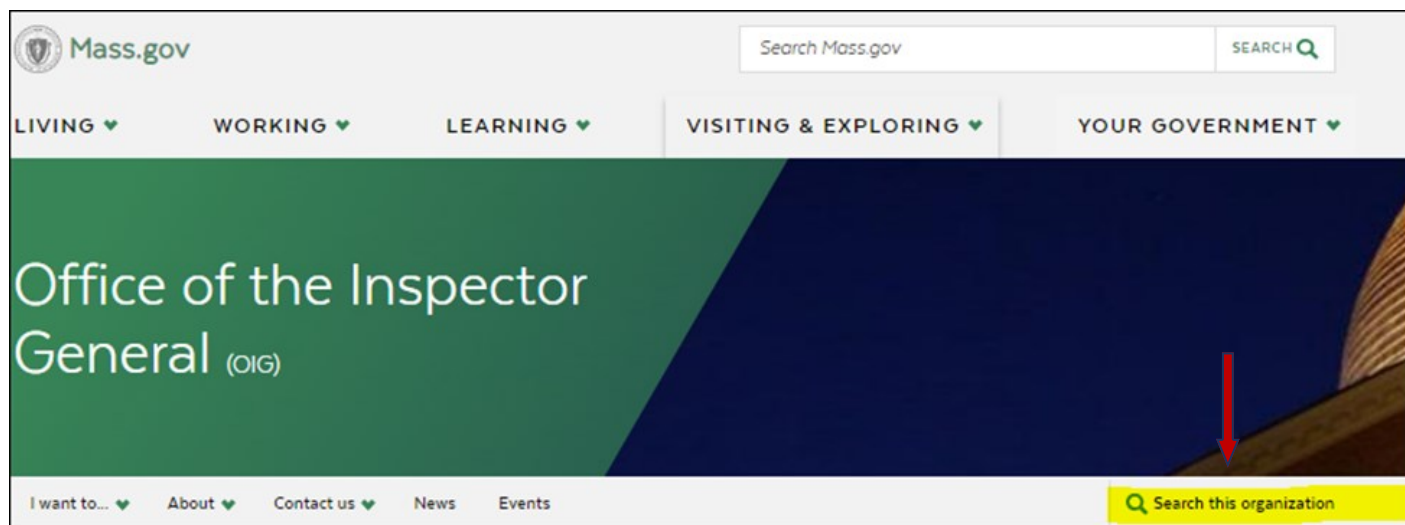 Mass.gov
Search Mass.gov
SEARCH
LIVING WORKING LEARNING VISITING & EXPLORING YOUR GOVERNMENT
Office of the Inspector
General (OIG)
I want to... About Contact us News Events Search this organization